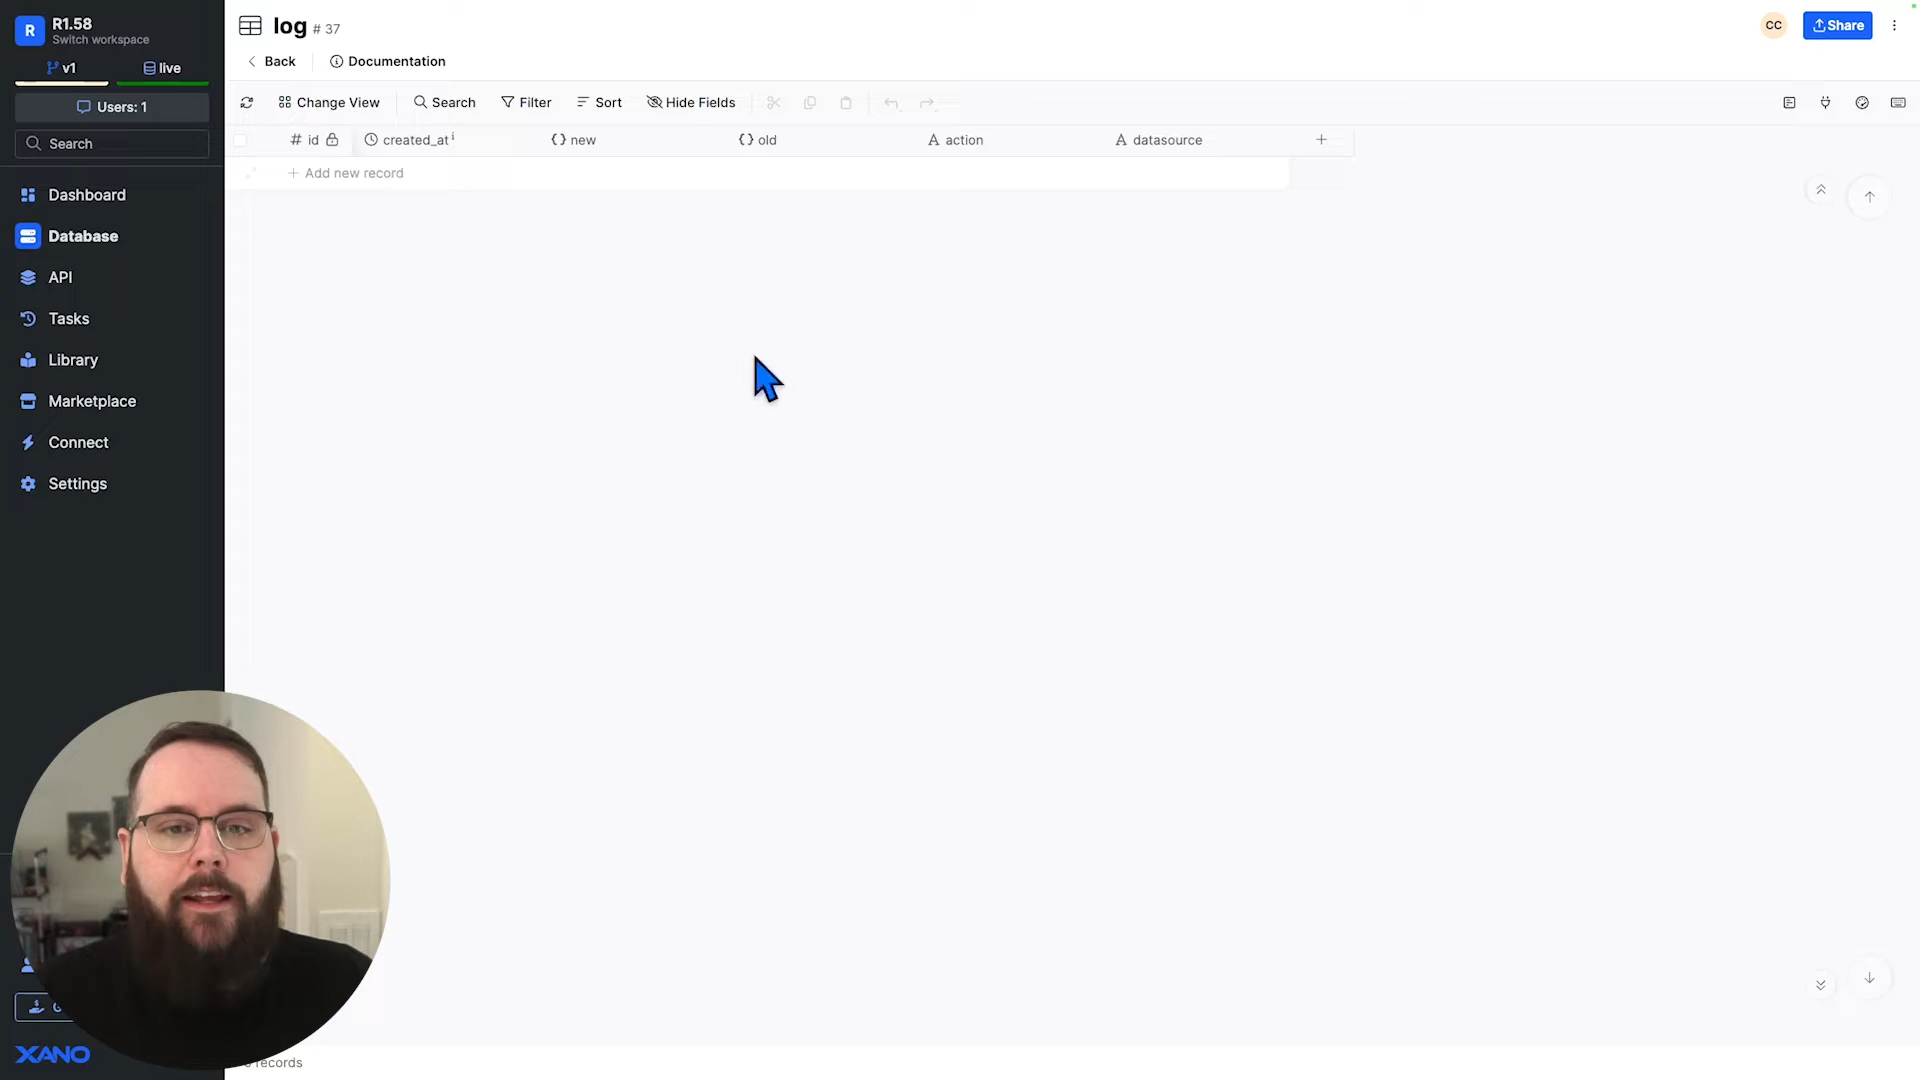 R
R1.58
Switch workspace
v1
live
Users: 1
Search
Dashboard
Database
API
Tasks
Library
Marketplace
Connect
Settings
XANO
log # 37
Back
Documentation
CC
Share
Change View
Search
Filter
Sort
Hide Fields
# id
created_at i
{} new
{} old
A action
A datasource
+
+ Add new record
records